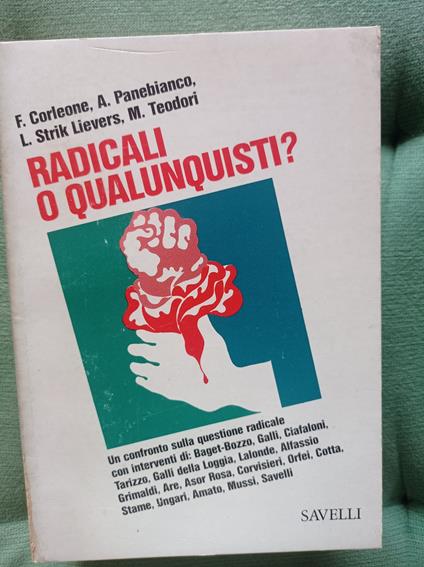 F. Corleone, A. Panebianco,
L. Strik Lievers, M. Teodori
RADICALI
O QUALUNQUISTI?
Un confronto sulla questione radicale
con interventi di: Baget-Bozzo, Galli, Ciafaloni,
Tarizzo, Galli della Loggia, Lalonde, Alfassio
Grimaldi, Are, Asor Rosa, Corvisieri, Orfei, Cotta,
Stame, Ungari, Amato, Mussi, Savelli
SAVELLI